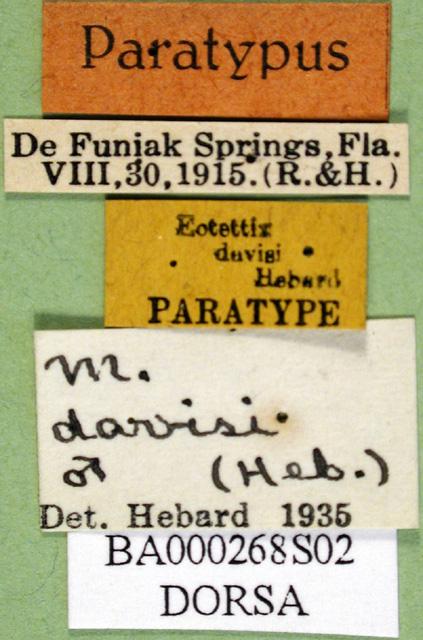 Paratypus
De Funiak Springs, Fla.
VIII, 30, 1915. (R. & H.)
Eotettix
davisi
Hebard
PARATYPE
M.
davisi
♂ (Heb.)
Det. Hebard 1935
BA000268S02
DORSA